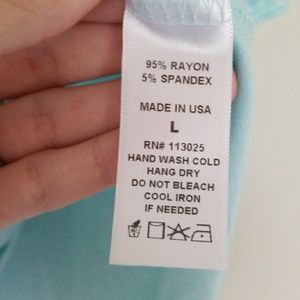 95% RAYON
5% SPANDEX
MADE IN USA
L
RN# 113025
HAND WASH COLD
HANG DRY
DO NOT BLEACH
COOL IRON
IF NEEDED